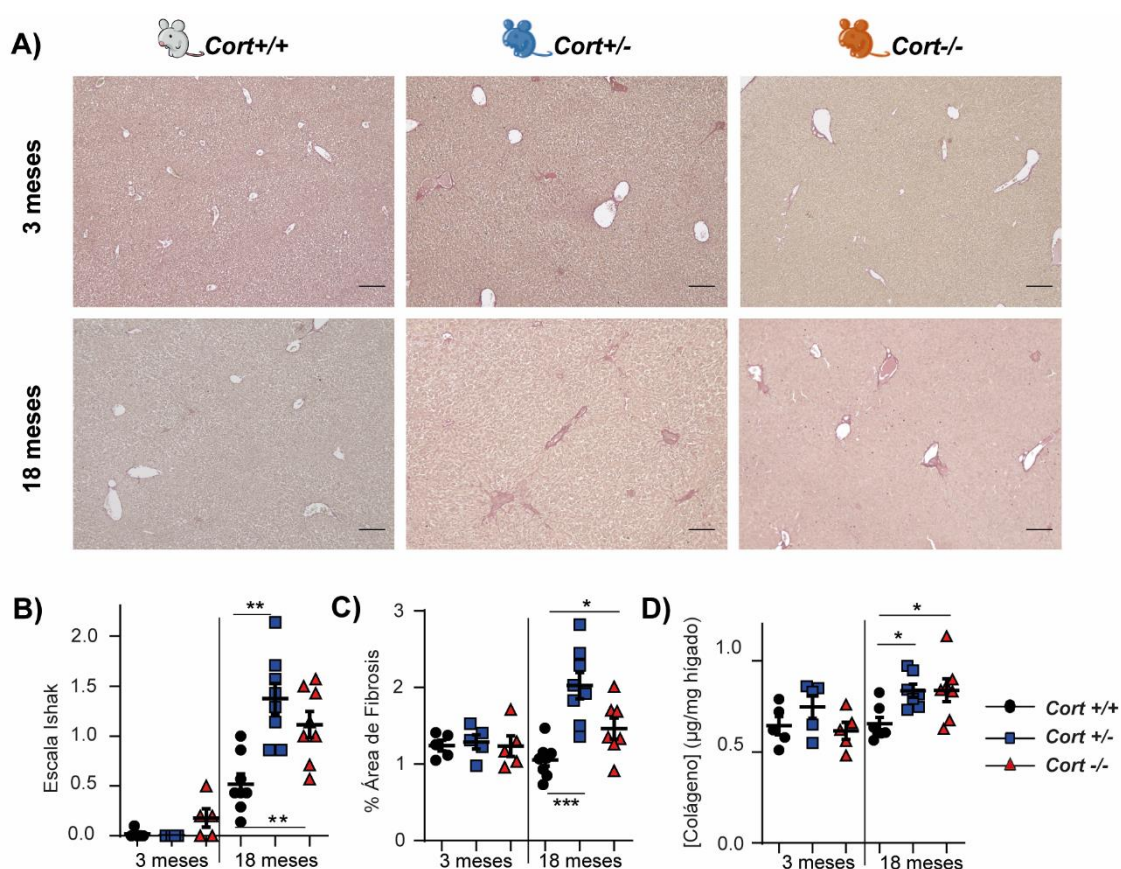 A)
Cort+/+
Cort+/-
Cort-/-
3 meses
18 meses
B)
Escala Ishak
2.0
1.5
1.0
0.5
0.0
**
**
3 meses
18 meses
C)
% Área de Fibrosis
3
2
1
0
*
***
3 meses
18 meses
D)
[Colágeno] (µg/mg hígado)
1.0
0.5
0.0
*
*
3 meses
18 meses
Cort +/+
Cort +/-
Cort -/-